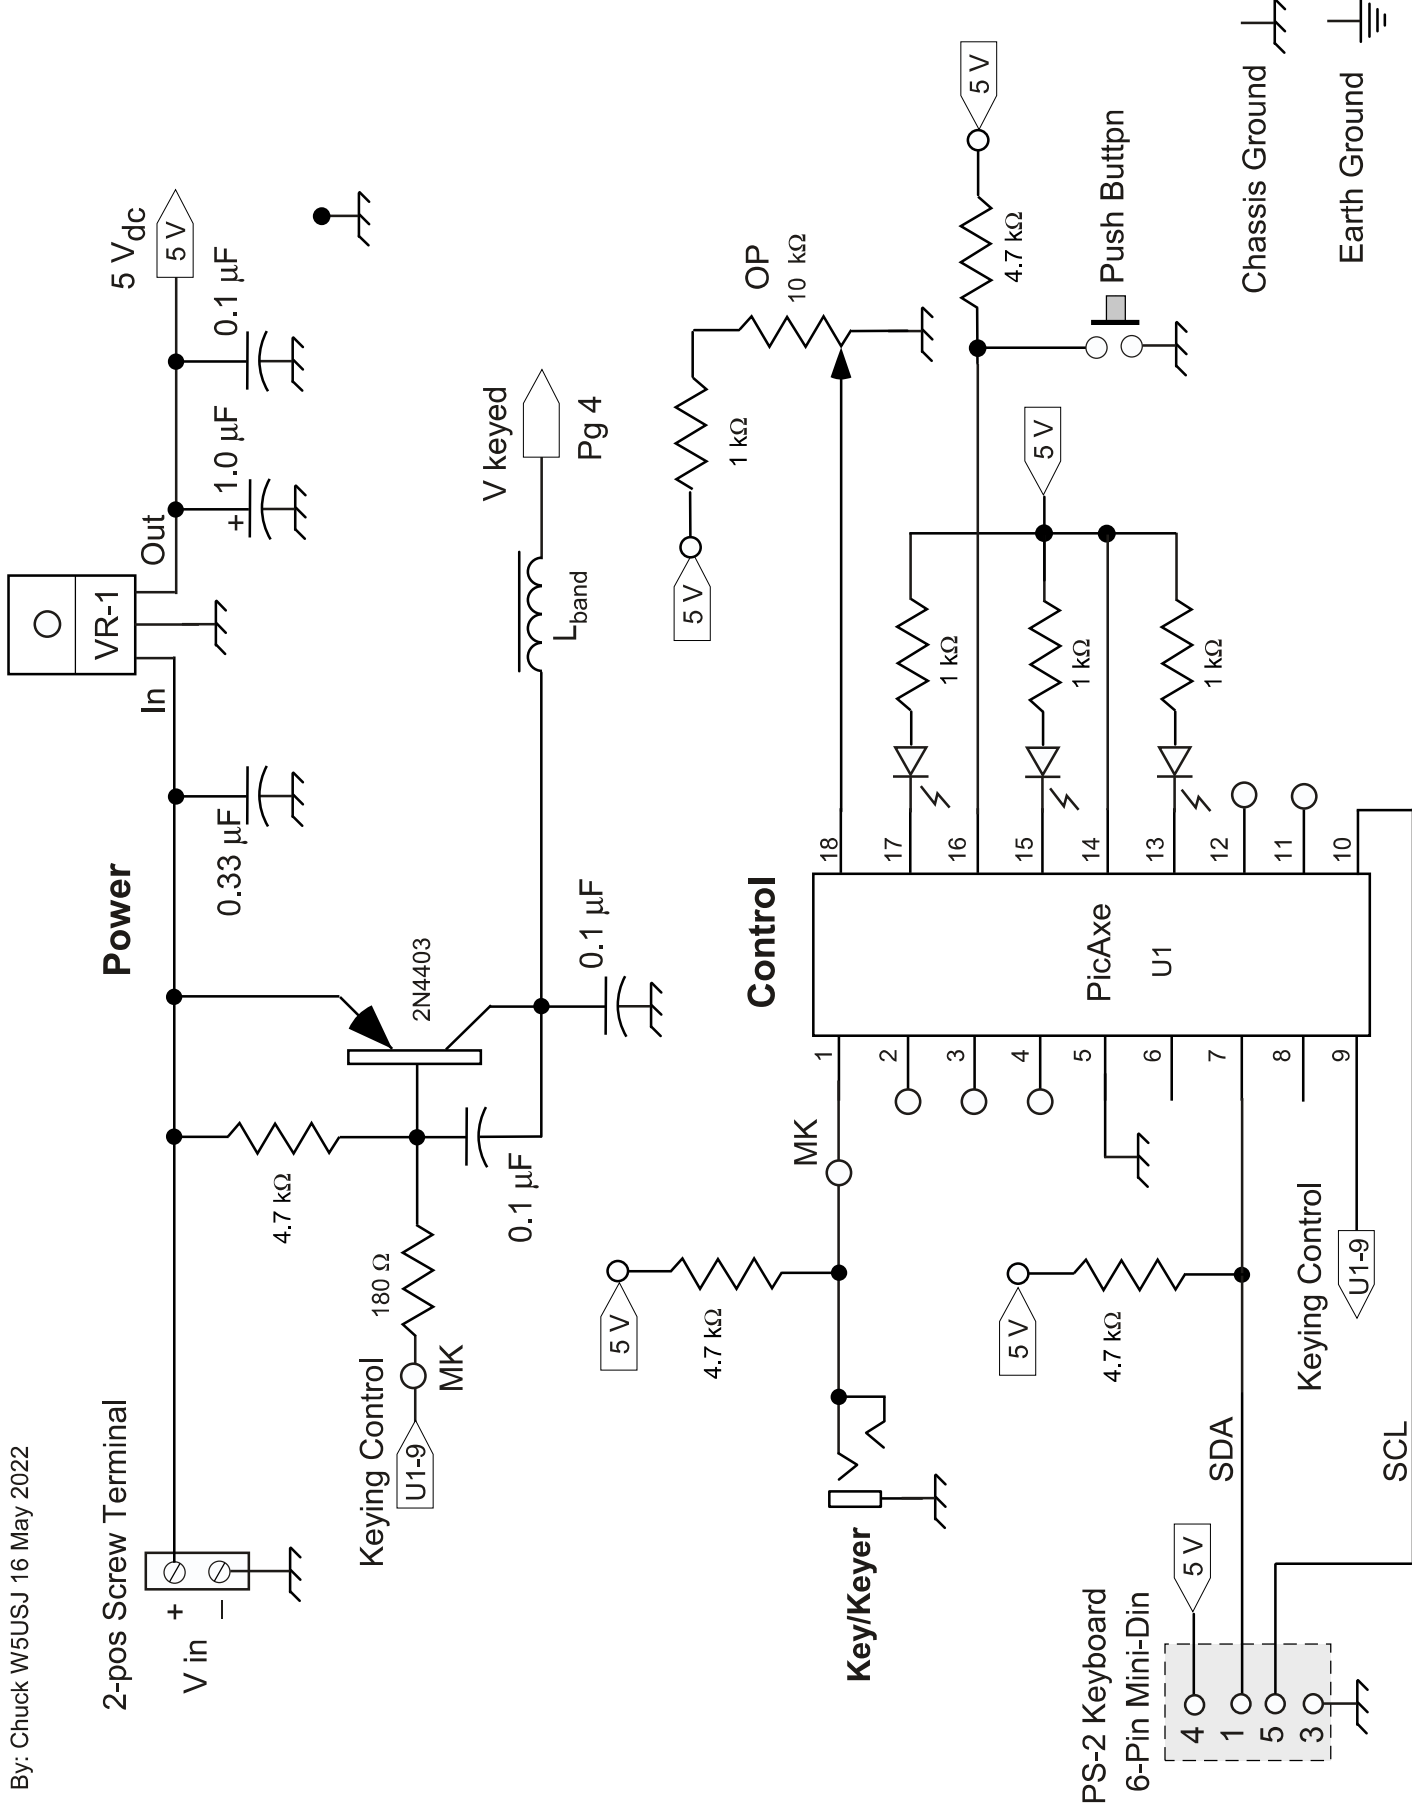 By: Chuck W5USJ 16 May 2022
Power
2-pos Screw Terminal
V in
+
–
In
VR-1
Out
5 Vdc
5 V
0.33 µF
+
1.0 µF
0.1 µF
4.7 kΩ
2N4403
Keying Control
U1-9
MK
180 Ω
0.1 µF
0.1 µF
Lband
V keyed
Pg 4
Control
5 V
4.7 kΩ
MK
Key/Keyer
5 V
1 kΩ
OP
10 kΩ
PicAxe
U1
1
2
3
4
5
6
7
8
9
18
17
16
15
14
13
12
11
10
1 kΩ
1 kΩ
1 kΩ
5 V
4.7 kΩ
5 V
Push Buttpn
5 V
4.7 kΩ
SDA
Keying Control
U1-9
SCL
PS-2 Keyboard
6-Pin Mini-Din
5 V
4
1
5
3
Chassis Ground
Earth Ground